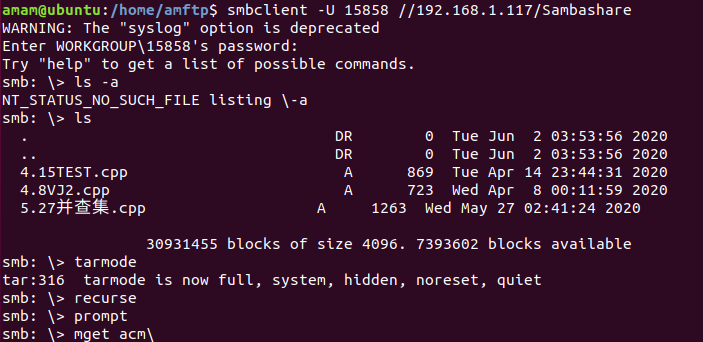 amam@ubuntu:/home/amftp$ smbclient -U 15858 //192.168.1.117/Sambashare
WARNING: The "syslog" option is deprecated
Enter WORKGROUP\15858's password:
Try "help" to get a list of possible commands.
smb: \> ls -a
NT_STATUS_NO_SUCH_FILE listing \-a
smb: \> ls
  .                                   DR        0  Tue Jun  2 03:53:56 2020
  ..                                  DR        0  Tue Jun  2 03:53:56 2020
  4.15TEST.cpp                        A      869  Tue Apr 14 23:44:31 2020
  4.8VJ2.cpp                          A      723  Wed Apr  8 00:11:59 2020
  5.27并查集.cpp                   A     1263  Wed May 27 02:41:24 2020

                30931455 blocks of size 4096. 7393602 blocks available
smb: \> tarmode
tar:316  tarmode is now full, system, hidden, noreset, quiet
smb: \> recurse
smb: \> prompt
smb: \> mget acm\